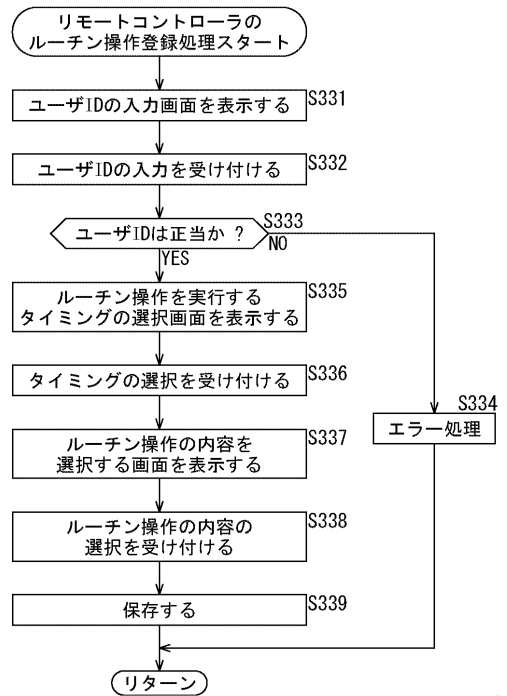 リモートコントローラの
ルーチン操作登録処理スタート
ユーザIDの入力画面を表示する
S331
ユーザIDの入力を受け付ける
S332
ユーザIDは正当か ?
S333
NO
YES
ルーチン操作を実行する
タイミングの選択画面を表示する
S335
タイミングの選択を受け付ける
S336
S334
エラー処理
ルーチン操作の内容を
選択する画面を表示する
S337
ルーチン操作の内容の
選択を受け付ける
S338
保存する
S339
リターン